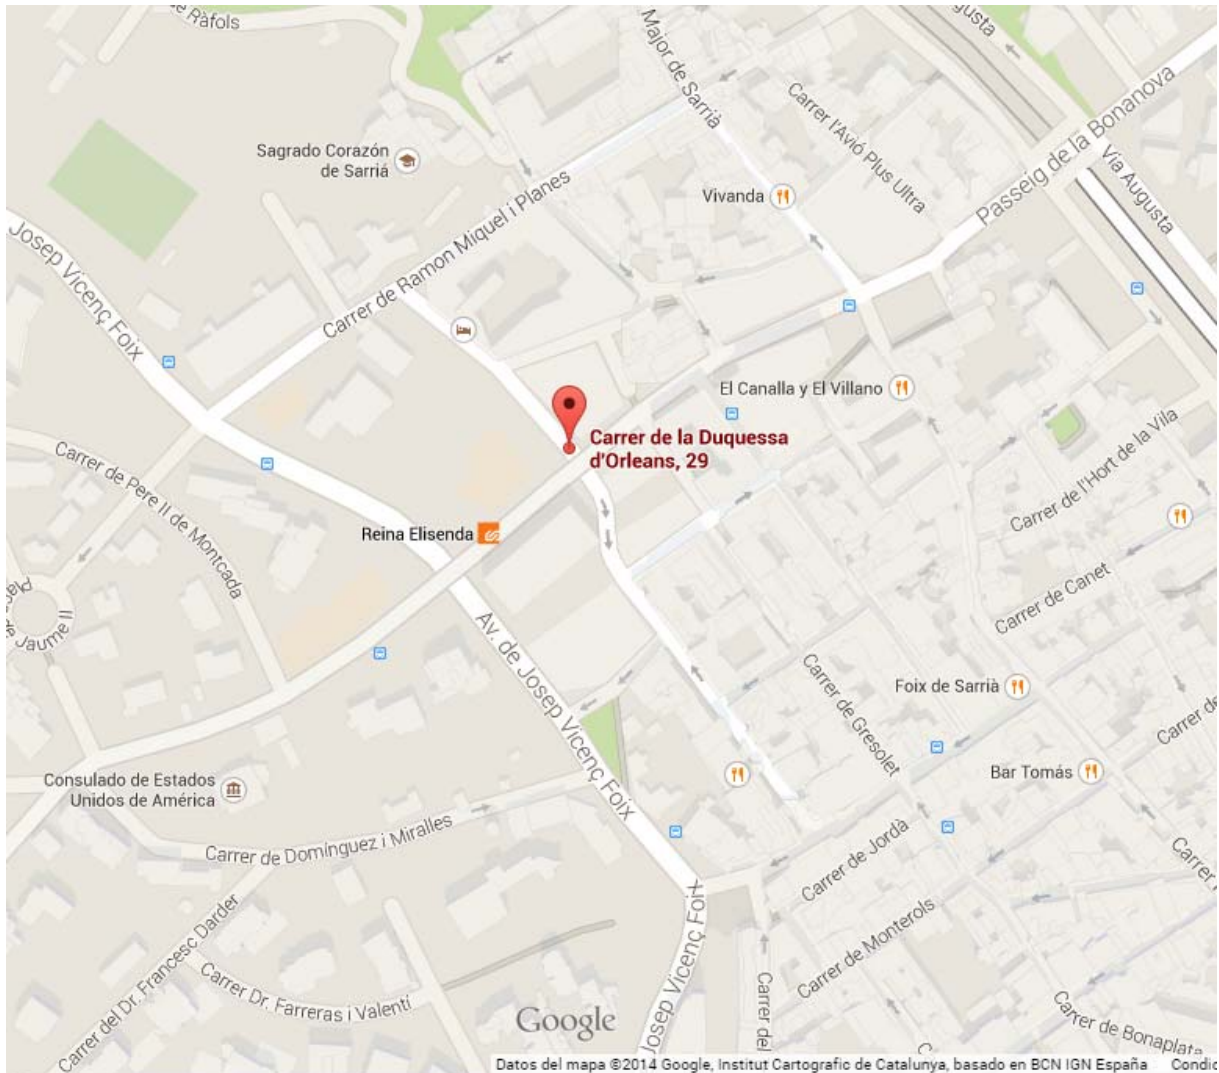 de Ràfols
Augusta
Major de Sarrià
Carrer l'Avió Plus Ultra
Passeig de la Bonanova
Via Augusta
Sagrado Corazón
de Sarriá
Vivanda
Josep Vicenç Foix
Carrer de Ramon Miquel i Planes
El Canalla y El Villano
Carrer de la Duquessa
d'Orleans, 29
Carrer de l'Hort de la Vila
Carrer de Pere II de Montcada
Reina Elisenda
Carrer de Canet
de Jaume II
Av. de Josep Vicenç Foix
Carrer de Gresolet
Foix de Sarrià
Carrer de
Carrer de
Bar Tomás
Consulado de Estados
Unidos de América
Carrer de Domínguez i Miralles
Carrer de Jordà
Carrer
Carrer de Monterols
Carrer del Dr. Francesc Darder
Carrer Dr. Farreras i Valentí
Josep Vicenç Foix
Carrer del
Carrer de Bonaplata
Google
Datos del mapa ©2014 Google, Institut Cartografic de Catalunya, basado en BCN IGN España Condic